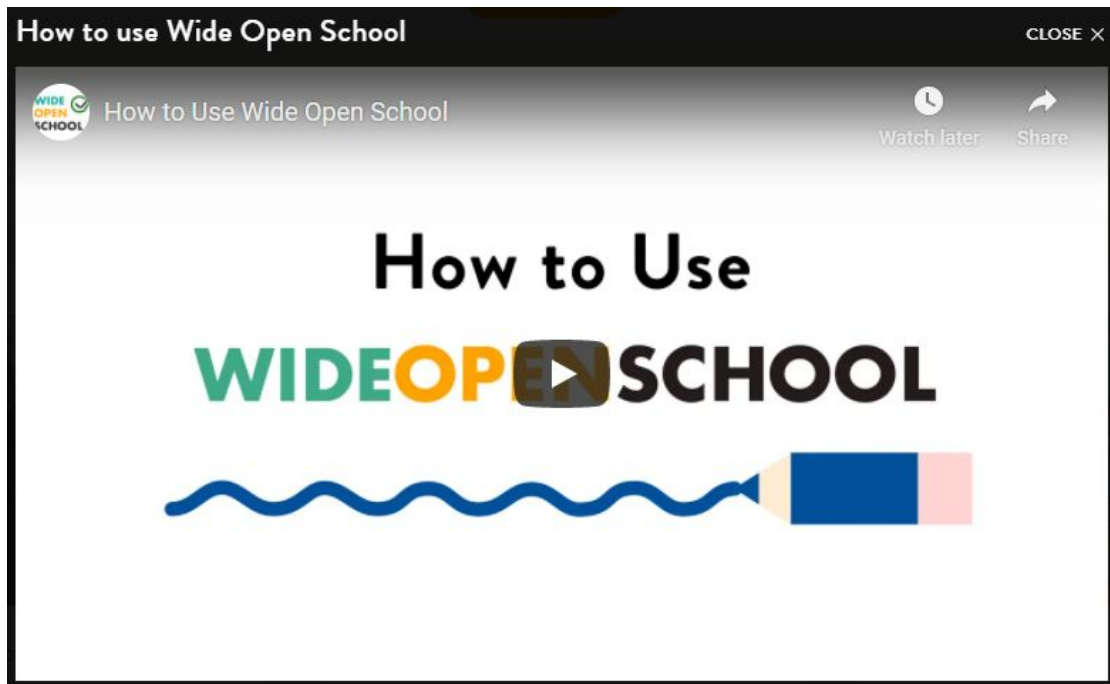 How to use Wide Open School
CLOSE ×
WIDE
OPEN
SCHOOL
How to Use Wide Open School
Watch later
Share
How to Use
WIDEOPENSCHOOL